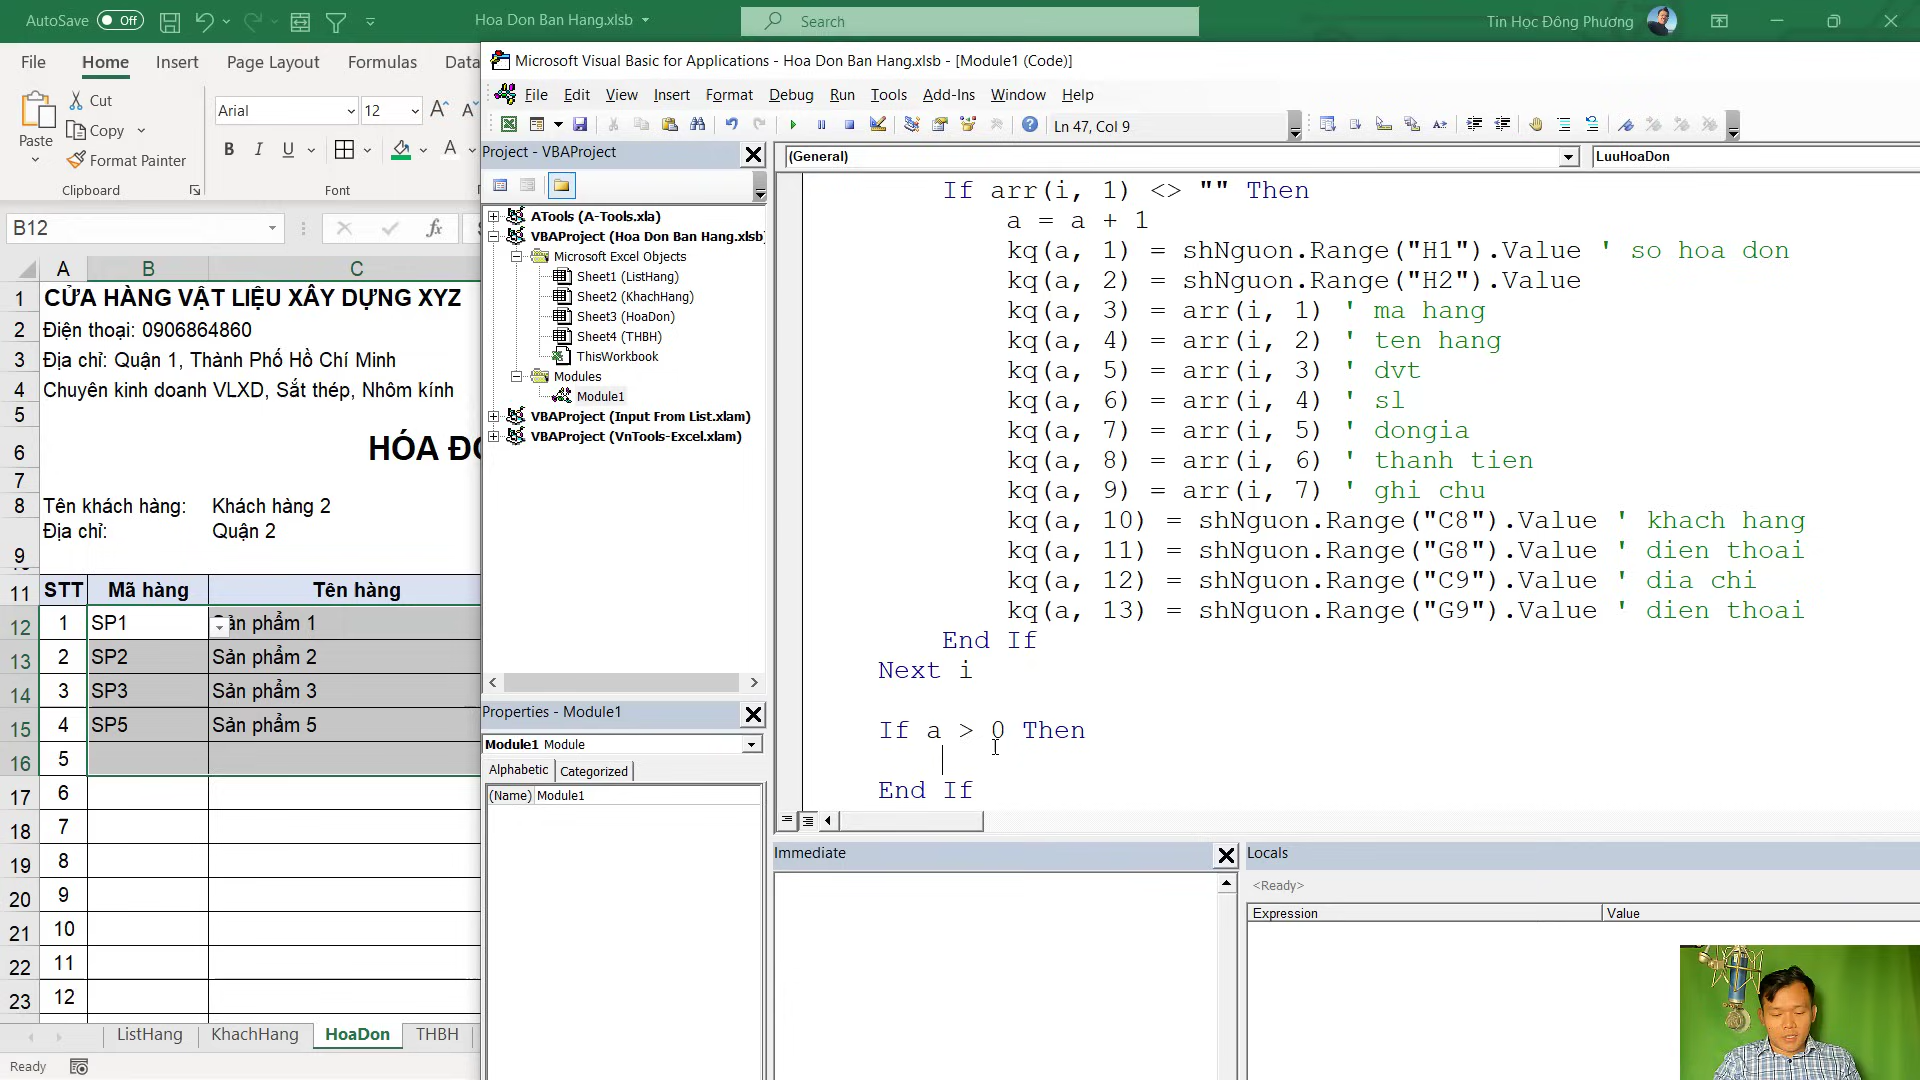 AutoSave Off
Hoa Don Ban Hang.xlsb
Search
Tin Học Đông Phương
File Home Insert Page Layout Formulas Data
Paste
Cut
Copy
Format Painter
Clipboard
Arial 12
B I U A
Font
B12
fx
A B C
1 CỬA HÀNG VẬT LIỆU XÂY DỰNG XYZ
2 Điện thoại: 0906864860
3 Địa chỉ: Quận 1, Thành Phố Hồ Chí Minh
4 Chuyên kinh doanh VLXD, Sắt thép, Nhôm kính
5
6 HÓA ĐƠ
7
8 Tên khách hàng: Khách hàng 2
9 Địa chỉ: Quận 2
11 STT Mã hàng Tên hàng
12 1 SP1 Sản phẩm 1
13 2 SP2 Sản phẩm 2
14 3 SP3 Sản phẩm 3
15 4 SP5 Sản phẩm 5
16 5
17 6
18 7
19 8
20 9
21 10
22 11
23 12
ListHang KhachHang HoaDon THBH
Ready
Microsoft Visual Basic for Applications - Hoa Don Ban Hang.xlsb - [Module1 (Code)]
File Edit View Insert Format Debug Run Tools Add-Ins Window Help
Ln 47, Col 9
Project - VBAProject
ATools (A-Tools.xla)
VBAProject (Hoa Don Ban Hang.xlsb)
Microsoft Excel Objects
Sheet1 (ListHang)
Sheet2 (KhachHang)
Sheet3 (HoaDon)
Sheet4 (THBH)
ThisWorkbook
Modules
Module1
VBAProject (Input From List.xlam)
VBAProject (VnTools-Excel.xlam)
Properties - Module1
Module1 Module
Alphabetic Categorized
(Name) Module1
(General) LuuHoaDon
If arr(i, 1) <> "" Then
a = a + 1
kq(a, 1) = shNguon.Range("H1").Value ' so hoa don
kq(a, 2) = shNguon.Range("H2").Value
kq(a, 3) = arr(i, 1) ' ma hang
kq(a, 4) = arr(i, 2) ' ten hang
kq(a, 5) = arr(i, 3) ' dvt
kq(a, 6) = arr(i, 4) ' sl
kq(a, 7) = arr(i, 5) ' dongia
kq(a, 8) = arr(i, 6) ' thanh tien
kq(a, 9) = arr(i, 7) ' ghi chu
kq(a, 10) = shNguon.Range("C8").Value ' khach hang
kq(a, 11) = shNguon.Range("G8").Value ' dien thoai
kq(a, 12) = shNguon.Range("C9").Value ' dia chi
kq(a, 13) = shNguon.Range("G9").Value ' dien thoai
End If
Next i
If a > 0 Then
End If
Immediate
Locals
<Ready>
Expression Value